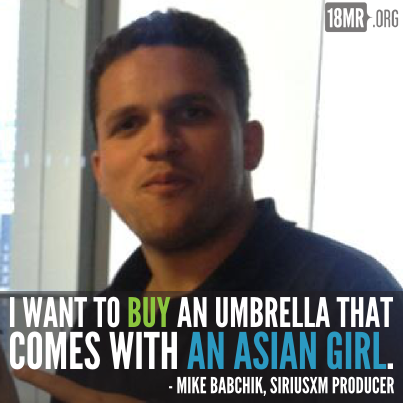 18MR.ORG
I WANT TO BUY AN UMBRELLA THAT
COMES WITH AN ASIAN GIRL.
- MIKE BABCHIK, SIRIUSXM PRODUCER